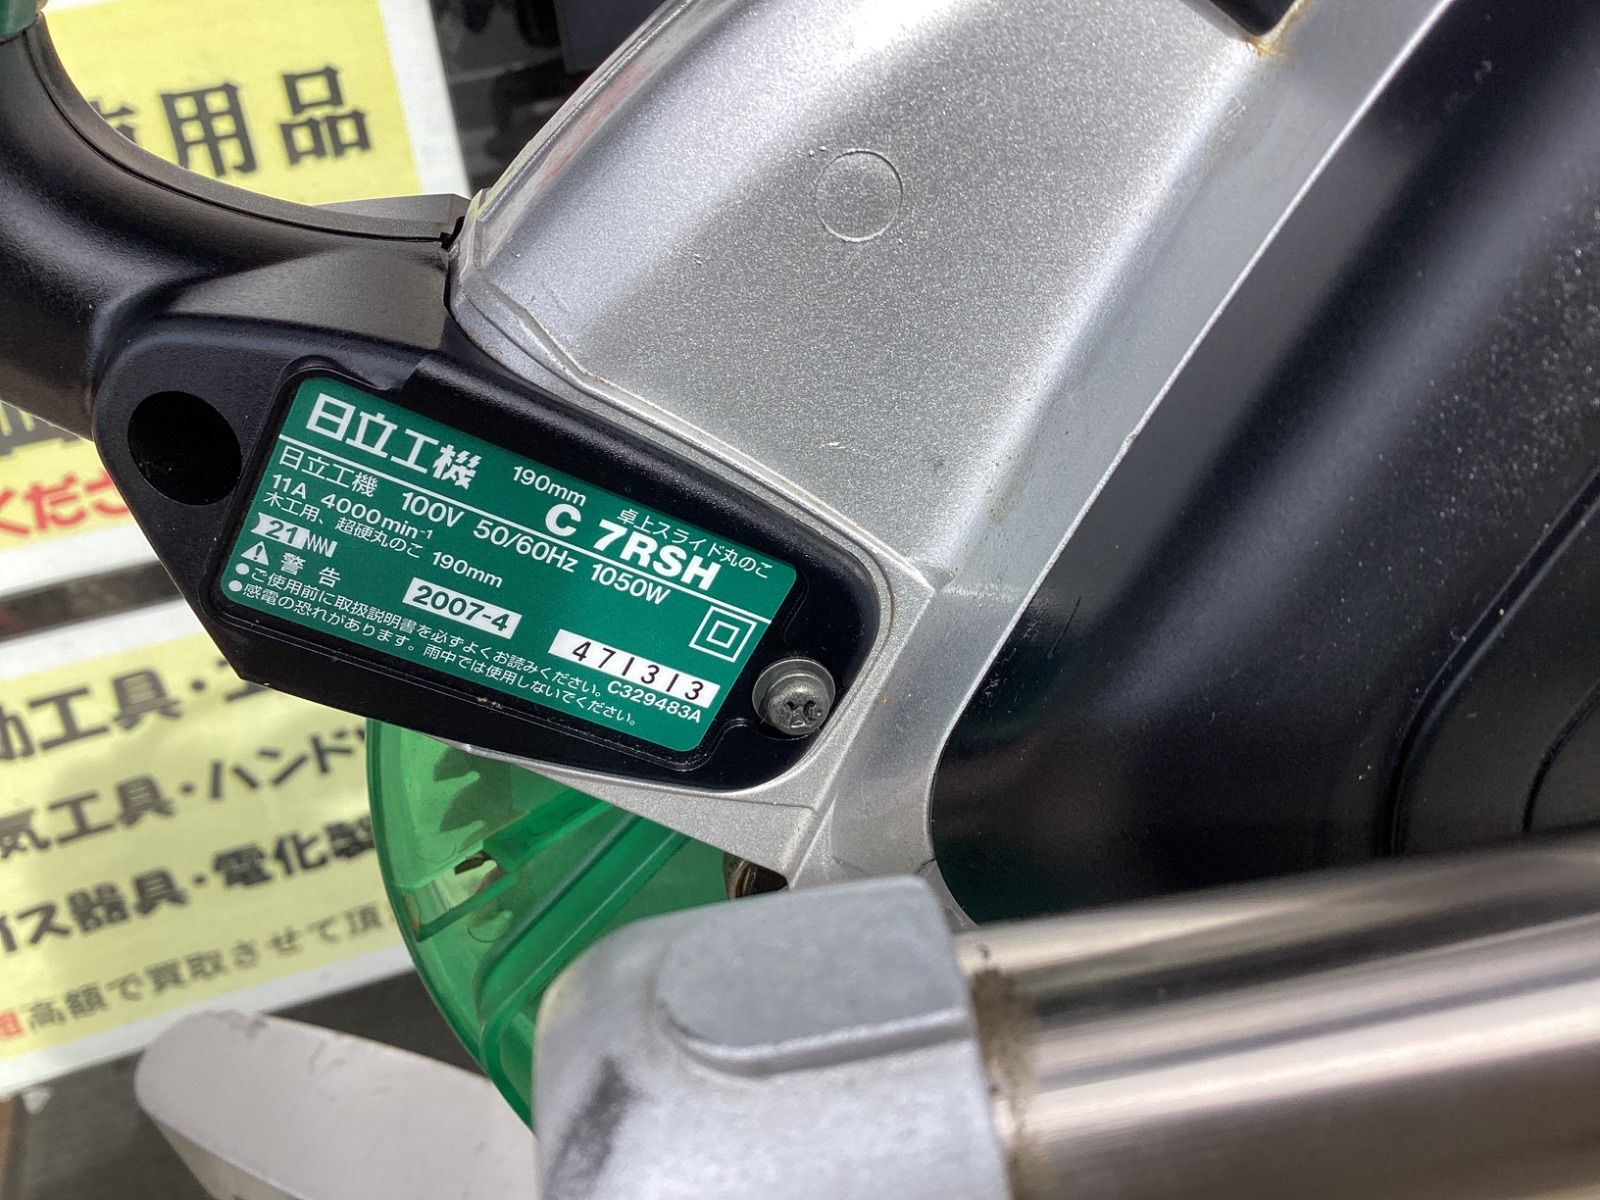 用品
くださ
日立工機
190mm
卓上スライド丸のこ
C 7RSH
日立工機 100V 50/60Hz 1050W
11A 4000min⁻¹
木工用、超硬丸のこ 190mm
21
警告
2007-4
471313
●ご使用前に取扱説明書を必ずよくお読みください。
●感電の恐れがあります。雨中では使用しないでください。
C329483A
動工具・工
気工具・ハンド
ガス器具・電化製
高額で買取させて頂